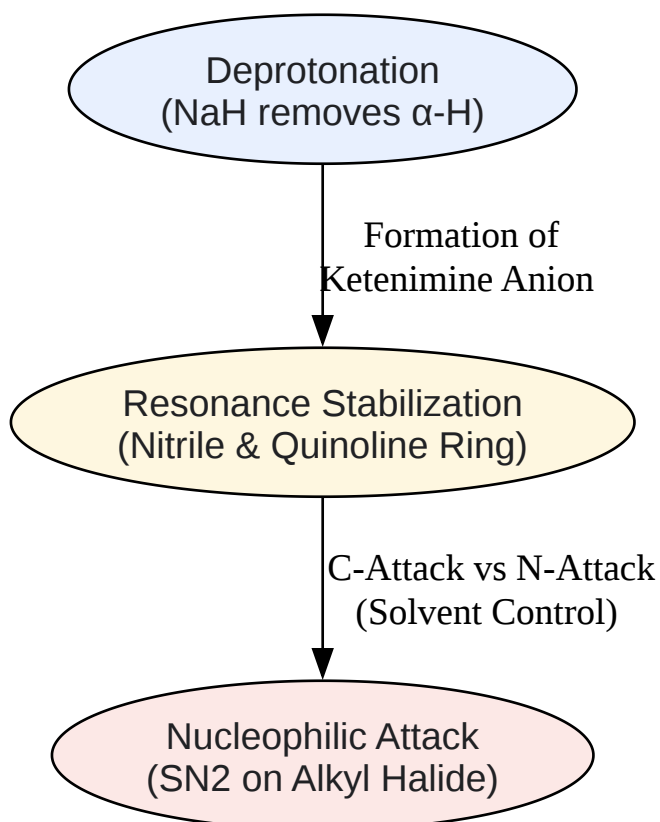 Deprotonation
(NaH removes α-H)
Formation of
Ketenimine Anion
Resonance Stabilization
(Nitrile & Quinoline Ring)
C-Attack vs N-Attack
(Solvent Control)
Nucleophilic Attack
(SN2 on Alkyl Halide)